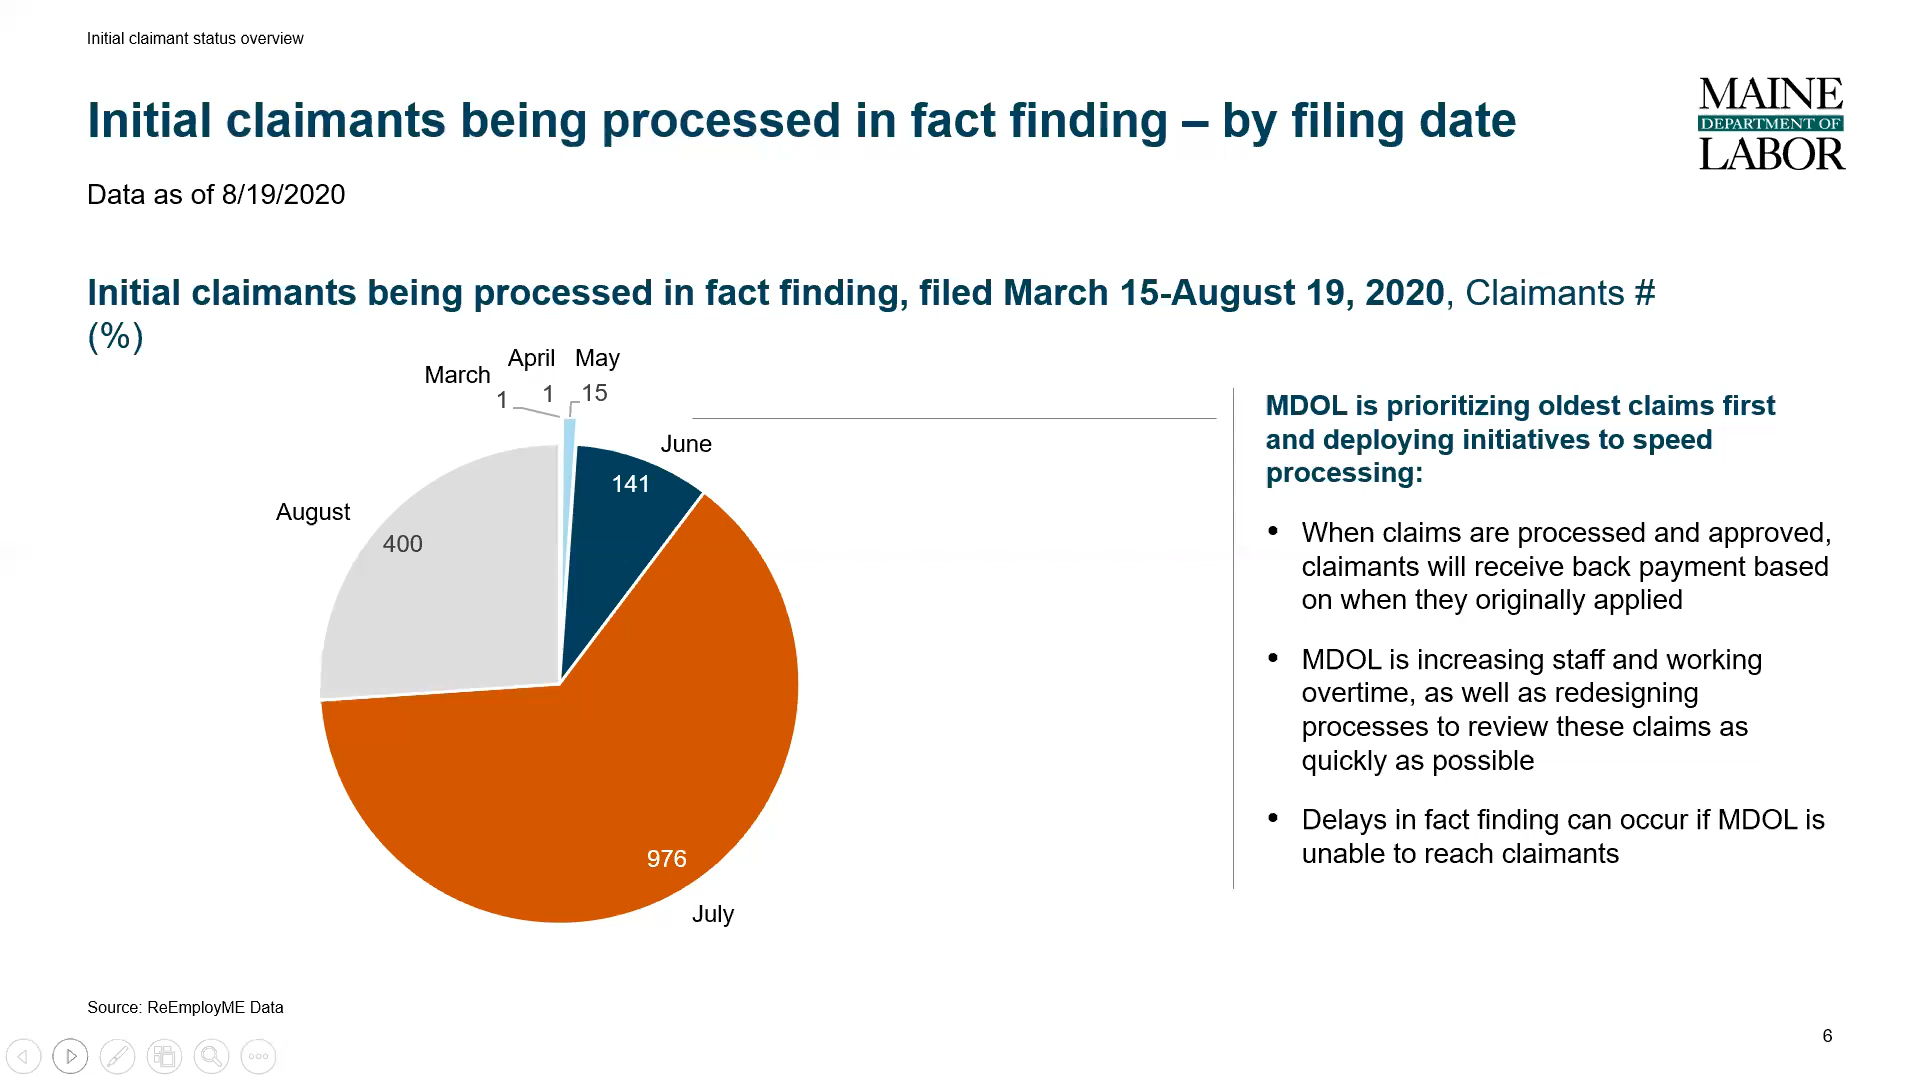 Initial claimant status overview
Initial claimants being processed in fact finding – by filing date
MAINE
DEPARTMENT OF
LABOR
Data as of 8/19/2020
Initial claimants being processed in fact finding, filed March 15-August 19, 2020, Claimants #
(%)
March
1
April
1
May
15
June
141
August
400
976
July
MDOL is prioritizing oldest claims first
and deploying initiatives to speed
processing:
• When claims are processed and approved,
claimants will receive back payment based
on when they originally applied
• MDOL is increasing staff and working
overtime, as well as redesigning
processes to review these claims as
quickly as possible
• Delays in fact finding can occur if MDOL is
unable to reach claimants
Source: ReEmployME Data
6